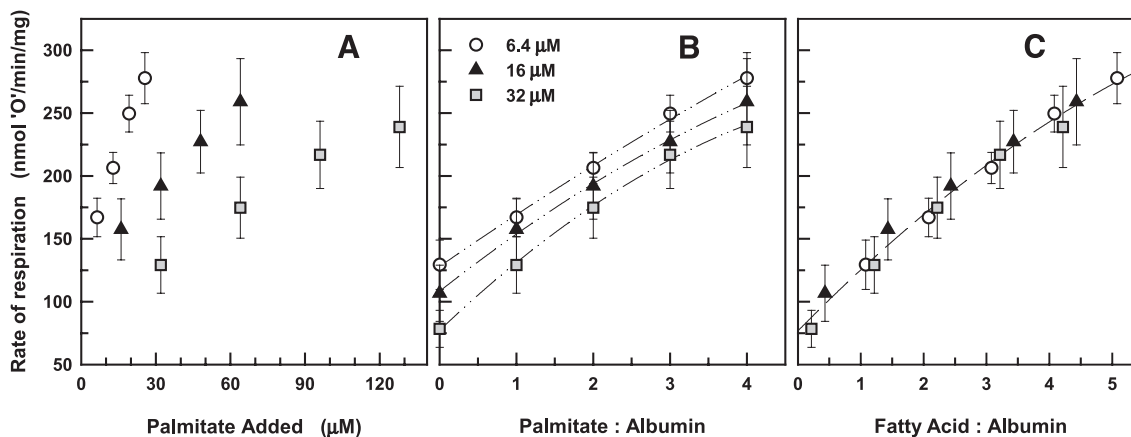 A
B
C
6.4 μM
16 μM
32 μM
Rate of respiration (nmol 'O'/min/mg)
300
250
200
150
100
50
0 30 60 90 120
0 1 2 3 4
0 1 2 3 4 5
Palmitate Added (μM)
Palmitate : Albumin
Fatty Acid : Albumin